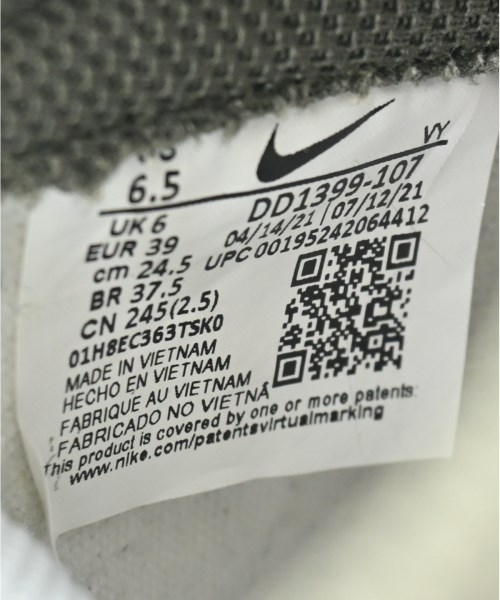 VY
6.5
UK 6
EUR 39
cm 24.5
BR 37.5
CN 245(2.5)
DD1399-107
04/14/21 | 07/12/21
UPC 00195242064412
01H8EC363TSK0
MADE IN VIETNAM
HECHO EN VIETNAM
FABRIQUE AU VIETNAM
FABRICADO NO VIETNÃ
This product is covered by one or more patents:
www.nike.com/patentsvirtualmarking